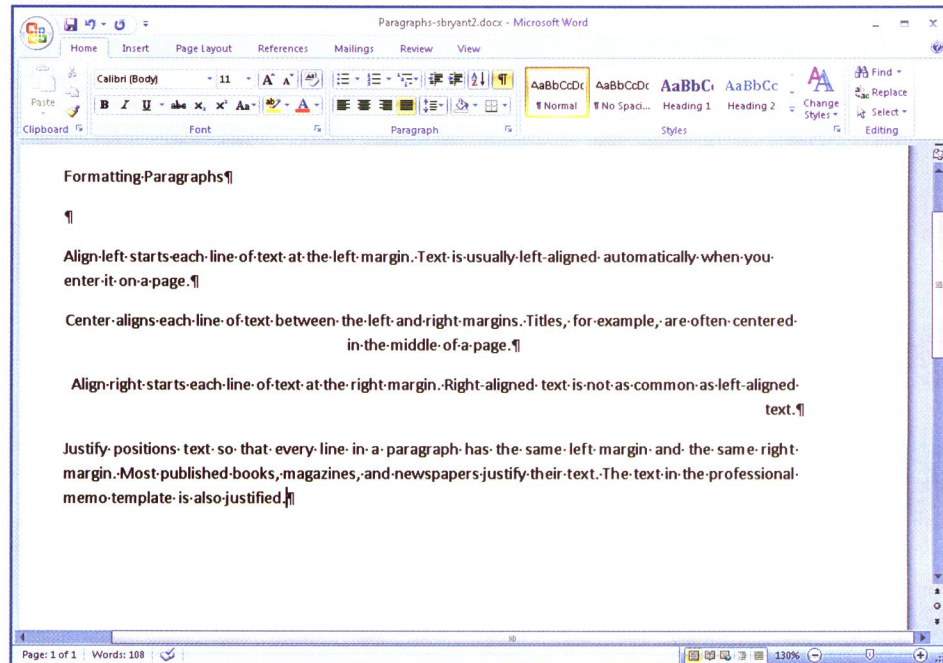 Paragraphs-sbryant2.docx - Microsoft Word
Home Insert Page Layout References Mailings Review View
Calibri (Body) 11 A A Aa
Paste
B I U abc x, x² Aa ab A
AaBbCcDc AaBbCcDc AaBbCc AaBbCc A
¶ Normal ¶ No Spaci... Heading 1 Heading 2 Change Styles
Find
Replace
Select
Clipboard Font Paragraph Styles Editing
Formatting·Paragraphs¶
¶
Align·left·starts·each·line·of·text·at·the·left·margin.·Text·is·usually·left-aligned·automatically·when·you·
enter·it·on·a·page.¶
Center·aligns·each·line·of·text·between·the·left·and·right·margins.·Titles,·for·example,·are·often·centered·
in·the·middle·of·a·page.¶
Align·right·starts·each·line·of·text·at·the·right·margin.·Right-aligned·text·is·not·as·common·as·left-aligned·
text.¶
Justify·positions·text·so·that·every·line·in·a·paragraph·has·the·same·left·margin·and·the·same·right·
margin.·Most·published·books,·magazines,·and·newspapers·justify·their·text.·The·text·in·the·professional·
memo·template·is·also·justified.¶
Page: 1 of 1 Words: 108 130%